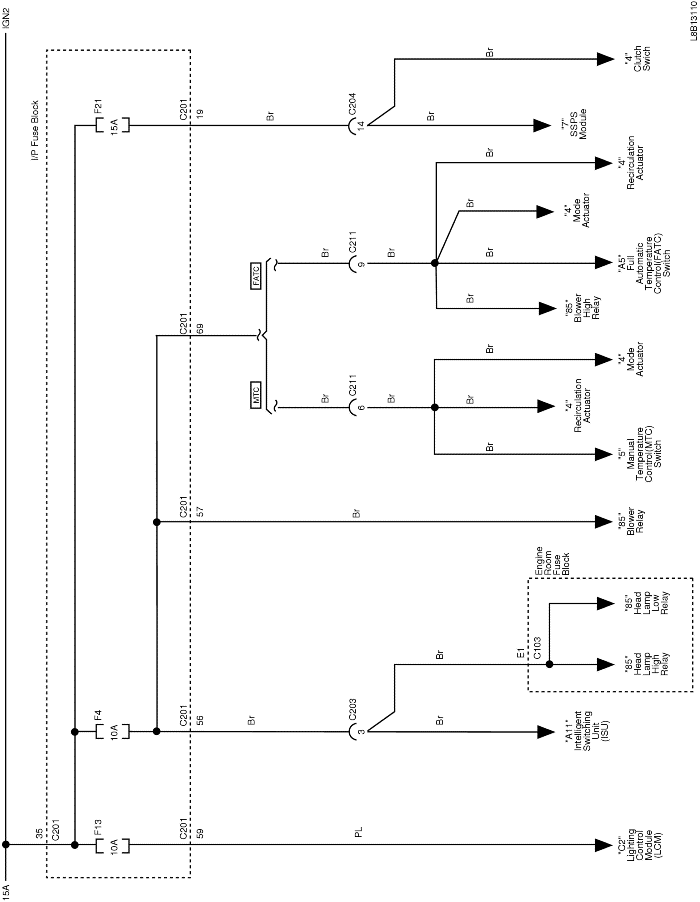 15A
IGN2
35
C201
I/P Fuse Block
F13
10A
F4
10A
F21
15A
C201
59
C201
56
C201
57
C201
69
C201
19
PL
Br
Br
Br
MTC
FATC
Br
Br
C203
3
C211
6
C211
9
C204
14
Br
Br
Br
Br
Br
Br
Br
Br
Br
Br
Br
Br
Br
Br
E1
C103
Engine
Room
Fuse
Block
"C2"
Lighting
Control
Module
(LCM)
"A11"
Intelligent
Switching
Unit
(ISU)
"85"
Head
Lamp
High
Relay
"85"
Head
Lamp
Low
Relay
"85"
Blower
Relay
"5"
Manual
Temperature
Control(MTC)
Switch
"4"
Recirculation
Actuator
"4"
Mode
Actuator
"85"
Blower
High
Relay
"A5"
Full
Automatic
Temperature
Control(FATC)
Switch
"4"
Mode
Actuator
"4"
Recirculation
Actuator
"7"
SSPS
Module
"4"
Clutch
Swich
L8B13110